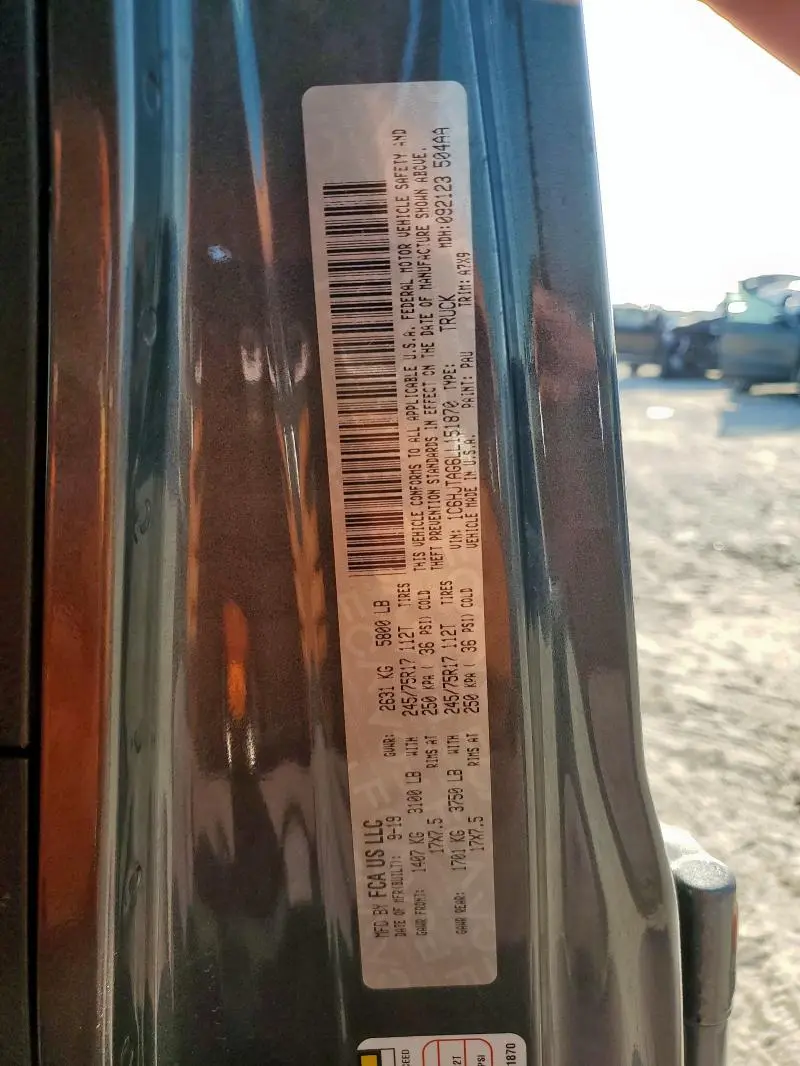 MFD BY FCA US LLC
DATE OF MFR(BUILT): 9-19
GVWR: 2631 KG 5800 LB
GAWR FRONT: 1407 KG 3100 LB WITH 245/75R17 112T TIRES
17X7.5 RIMS AT 250 KPA ( 36 PSI) COLD
GAWR REAR: 1701 KG 3750 LB WITH 245/75R17 112T TIRES
17X7.5 RIMS AT 250 KPA ( 36 PSI) COLD
THIS VEHICLE CONFORMS TO ALL APPLICABLE U.S.A. FEDERAL MOTOR VEHICLE SAFETY AND
THEFT PREVENTION STANDARDS IN EFFECT ON THE DATE OF MANUFACTURE SHOWN ABOVE.
VIN: 1C6HJTAG6LL151870 TYPE: TRUCK MDH:092123 504AA
VEHICLE MADE IN U.S.A. PAINT: PAU TRIM: A7X9
CEED
2T
PSI
1870